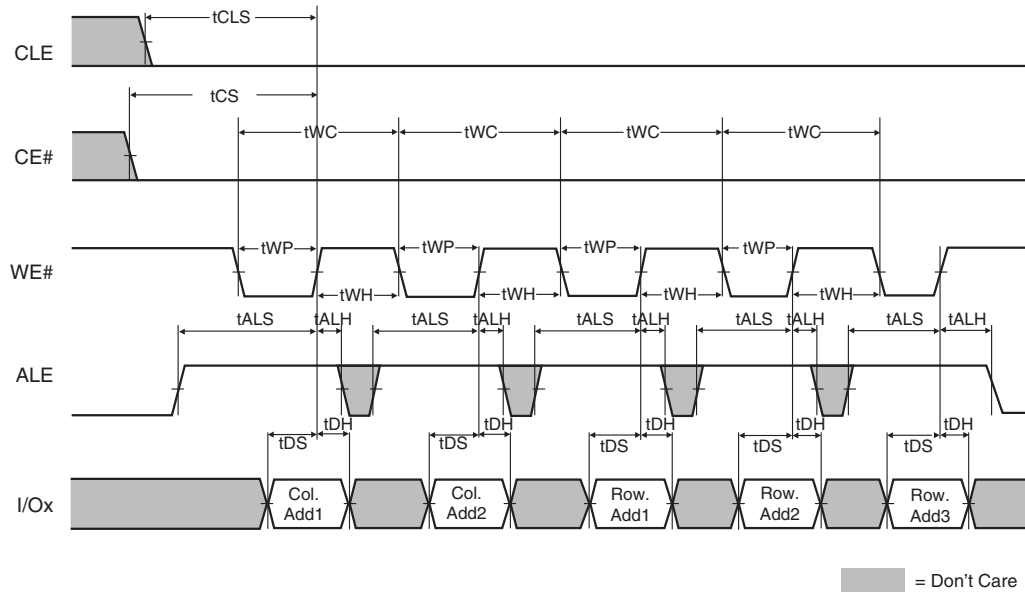 tCLS
CLE
tCS
tWC tWC tWC tWC
CE#
tWP tWP tWP tWP
WE#
tWH tWH tWH tWH
tALS tALH tALS tALH tALS tALH tALS tALH tALS tALH
ALE
tDS tDH tDS tDH tDS tDH tDS tDH tDS tDH
I/Ox
Col. Add1
Col. Add2
Row. Add1
Row. Add2
Row. Add3
= Don't Care